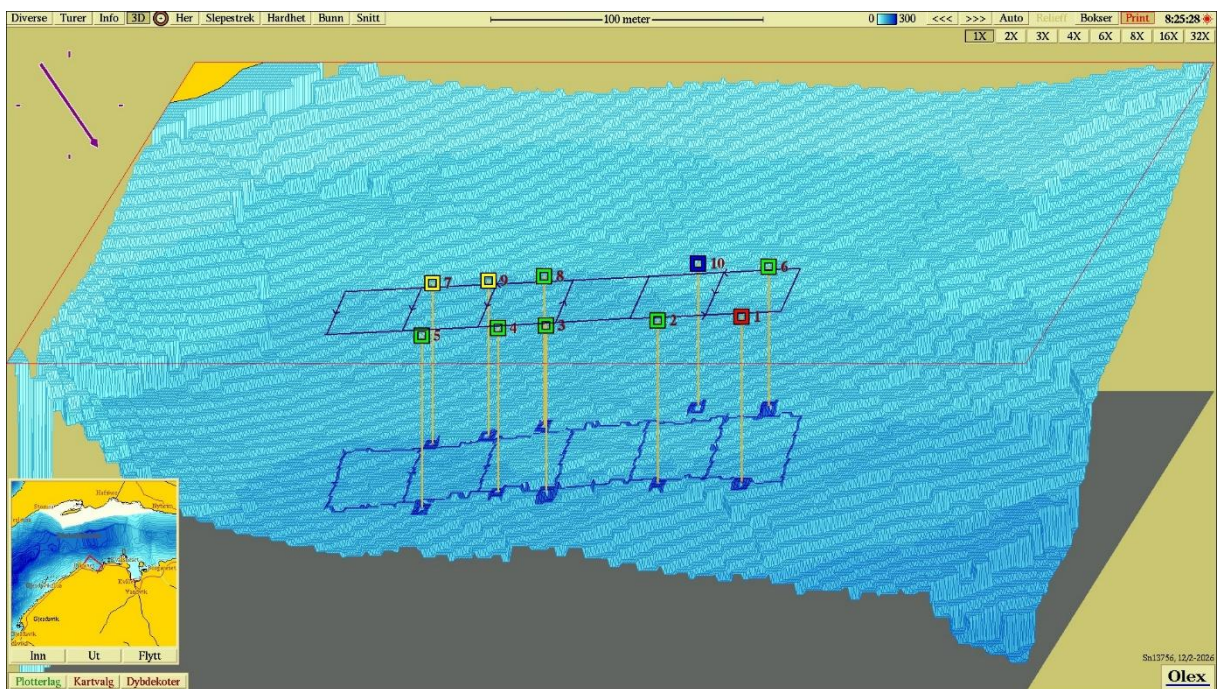 Diverse Turer Info 3D Her Slepestrek Hardhet Bunn Snitt 100 meter 0 300 <<< >>> Auto Relieff Bokser Print 8:25:28
1X 2X 3X 4X 6X 8X 16X 32X
10 6
7 9 8
5 4 3 2 1
Gjerdsvik
Inn Ut Flytt
Sn13756, 12/2-2026
Plotterlag Kartvalg Dybdekoter Olex